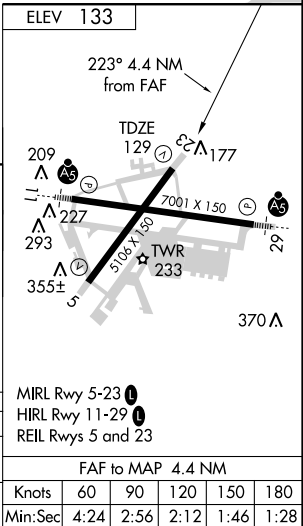 ELEV 133
223° 4.4 NM
from FAF
TDZE
129
V
23
177
209
A5
P
11
227
293
7001 X 150
P
A5
29
5106 X 150
TWR
233
355±
V
5
370
MIRL Rwy 5-23 L
HIRL Rwy 11-29 L
REIL Rwys 5 and 23
FAF to MAP 4.4 NM
Knots 60 90 120 150 180
Min:Sec 4:24 2:56 2:12 1:46 1:28